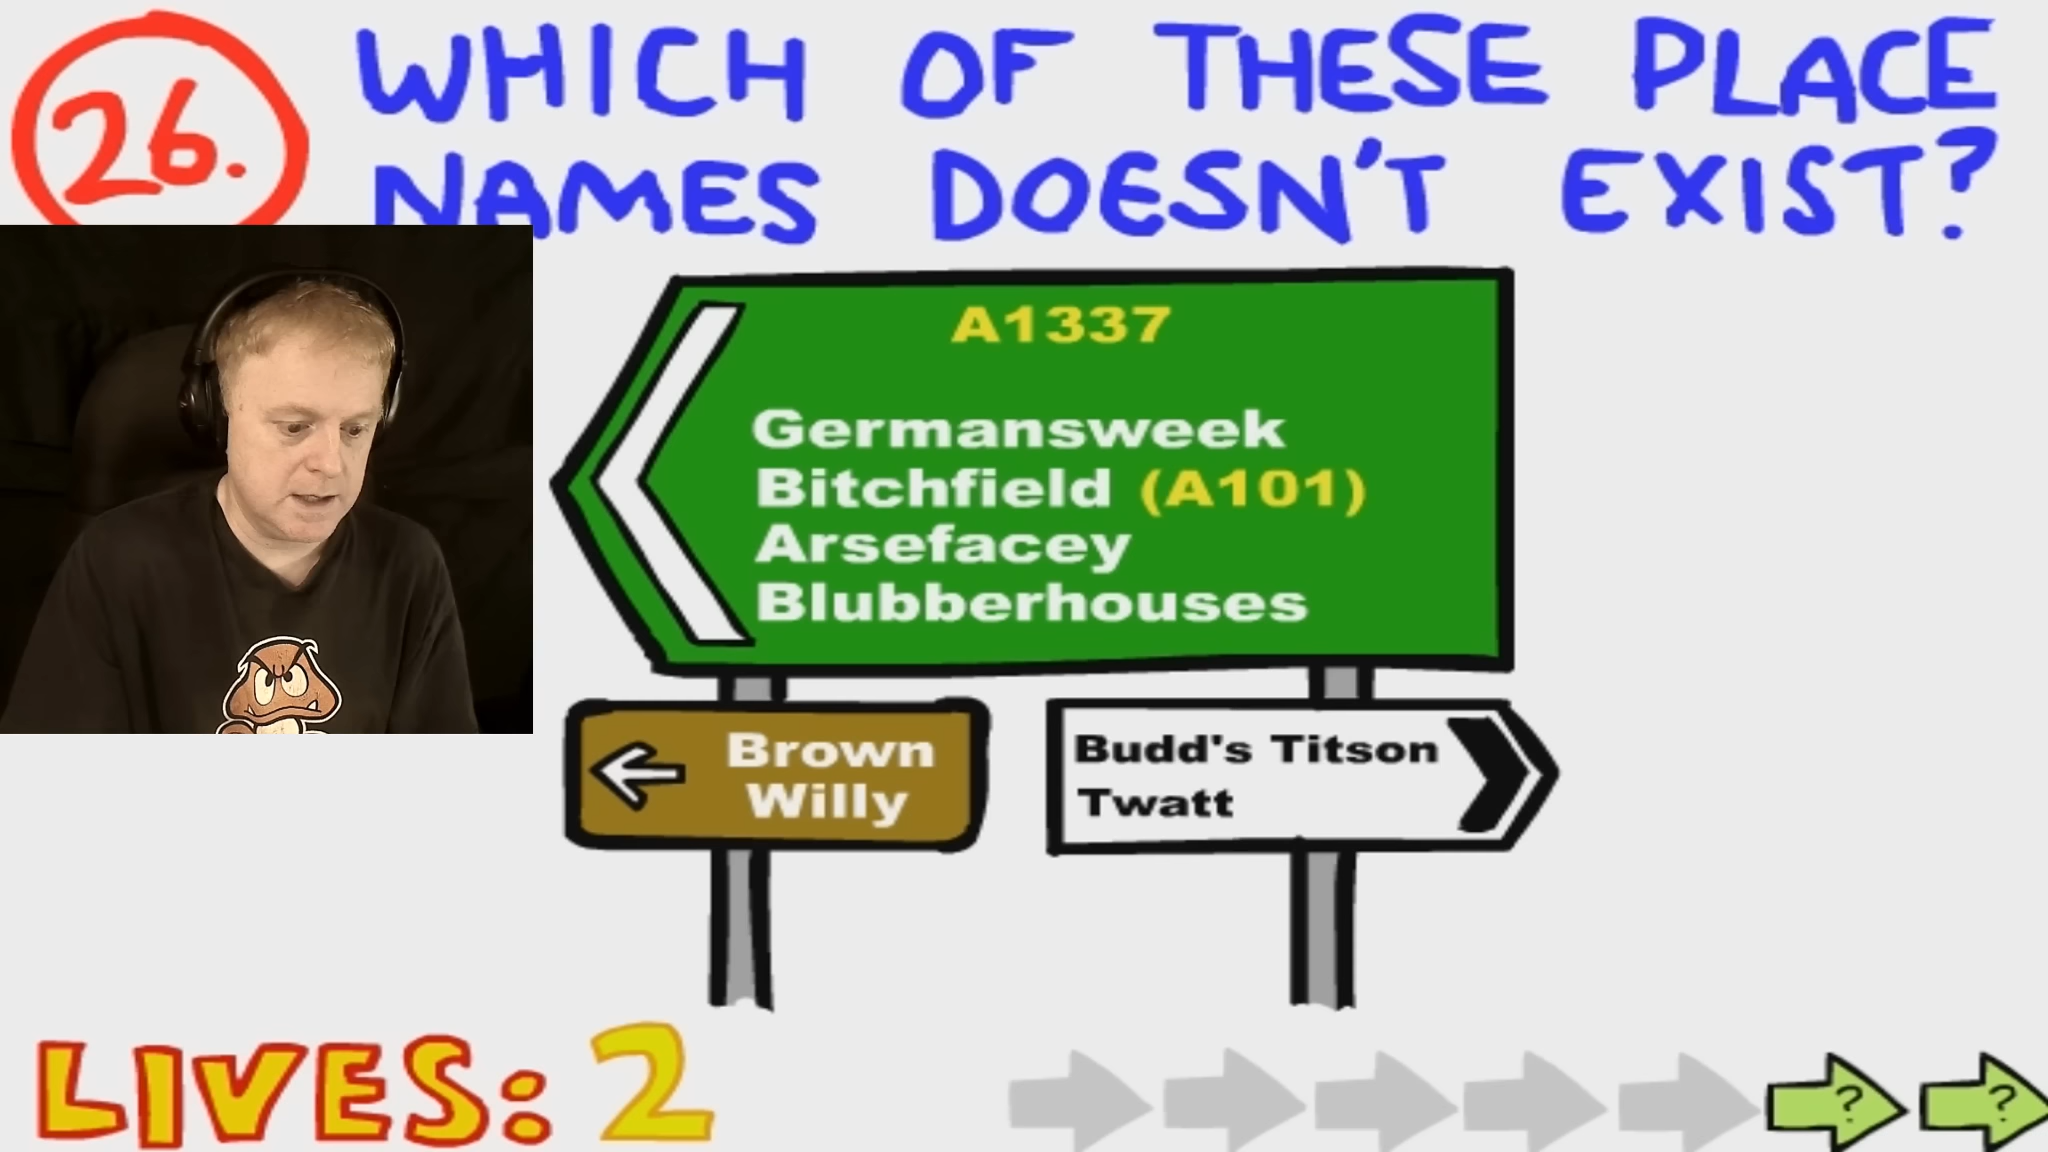 26.
WHICH OF THESE PLACE
NAMES DOESN'T EXIST?
A1337
Germansweek
Bitchfield (A101)
Arsefacey
Blubberhouses
Brown
Willy
Budd's Titson
Twatt
LIVES: 2
? ?